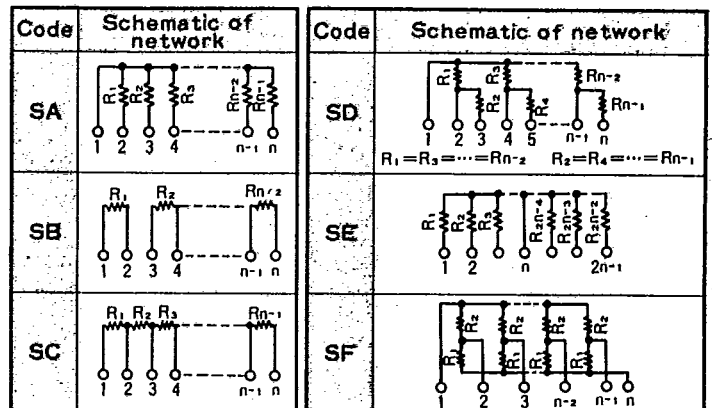 Code Schematic of network
SA
R1 R2 R3 Rn-2 Rn-1
1 2 3 4 n-1 n
SB
R1 R2 Rn/2
1 2 3 4 n-1 n
SC
R1 R2 R3 Rn-1
1 2 3 4 n-1 n
Code Schematic of network
SD
R1 R2 R3 R4 Rn-2 Rn-1
1 2 3 4 5 n-1 n
R1=R3=·····=Rn-2 R2=R4=·····=Rn-1
SE
R1 R2 R3 R2n-4 R2n-3 R2n-2
1 2 n 2n-1
SF
R2 R2 R2 R2
R1 R1 R1 R1
1 2 3 n-2 n-1 n